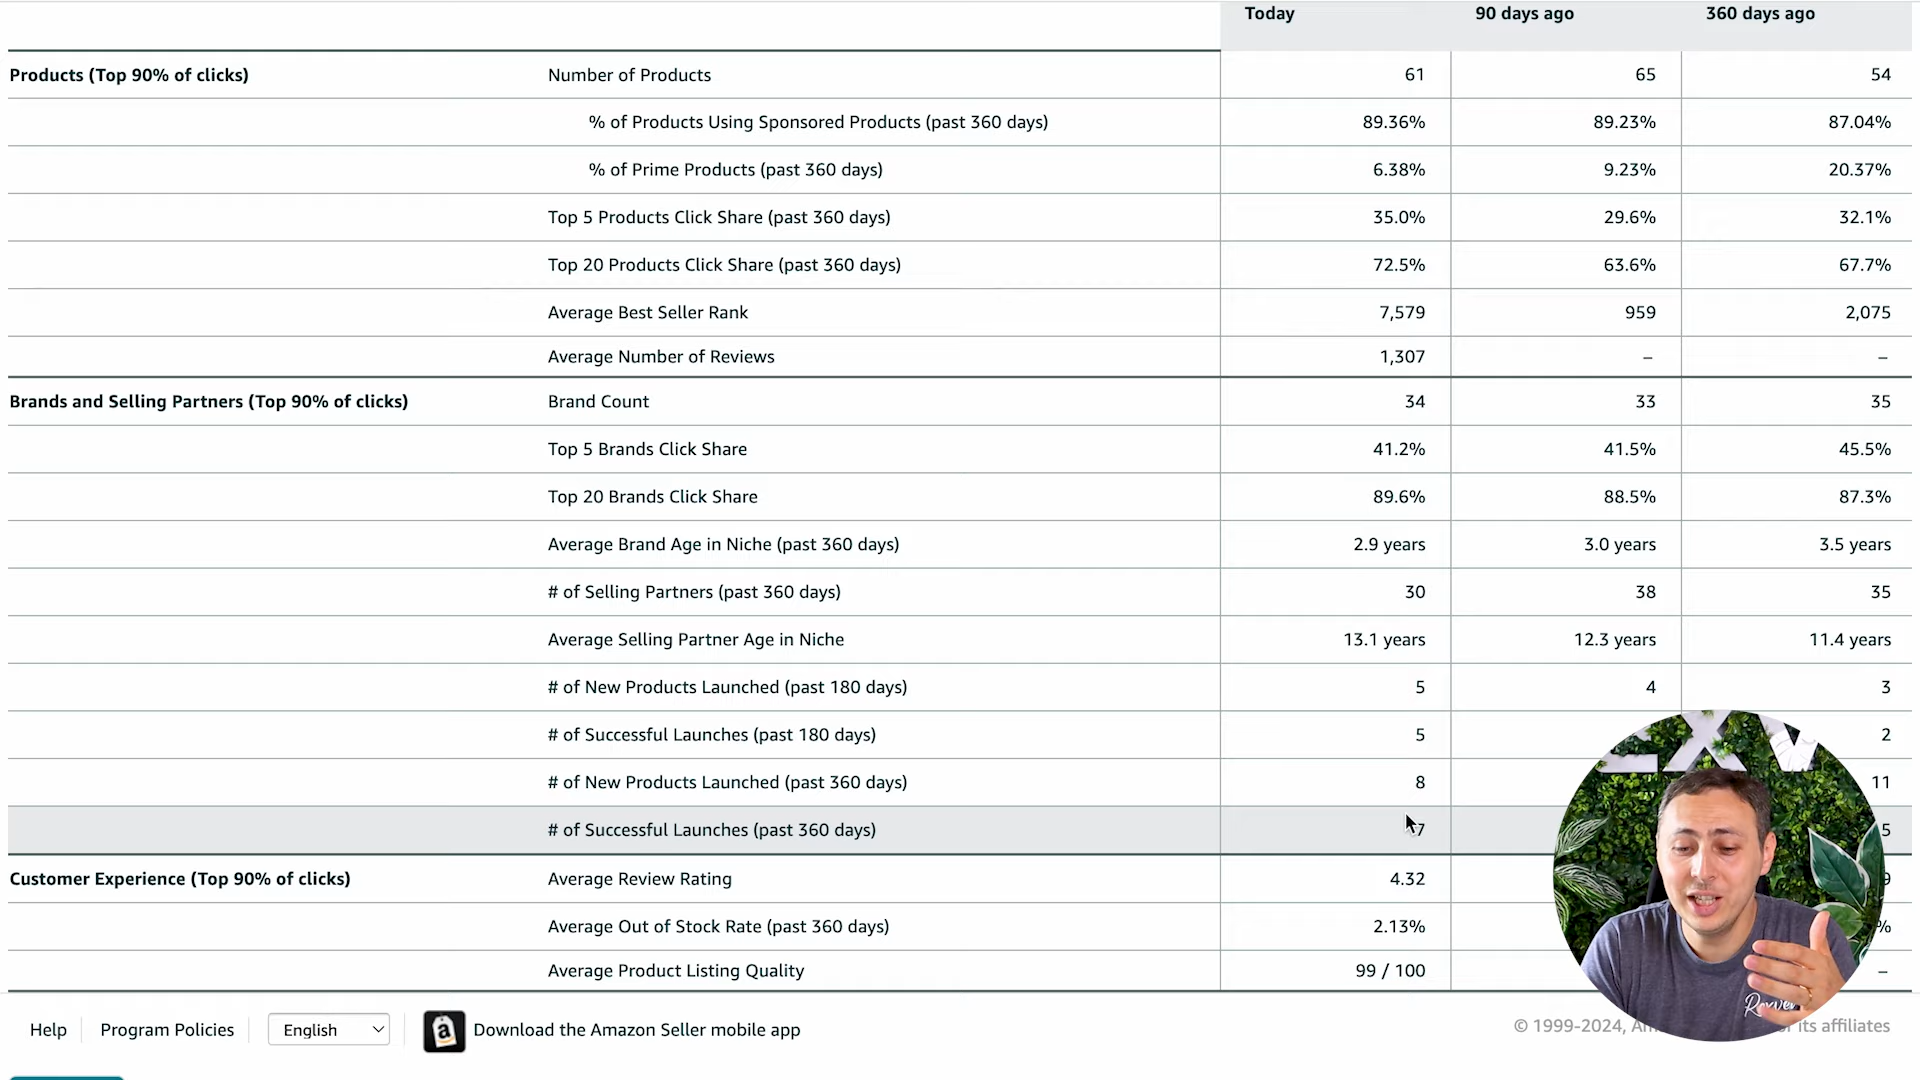 Today 90 days ago 360 days ago
Products (Top 90% of clicks) Number of Products 61 65 54
% of Products Using Sponsored Products (past 360 days) 89.36% 89.23% 87.04%
% of Prime Products (past 360 days) 6.38% 9.23% 20.37%
Top 5 Products Click Share (past 360 days) 35.0% 29.6% 32.1%
Top 20 Products Click Share (past 360 days) 72.5% 63.6% 67.7%
Average Best Seller Rank 7,579 959 2,075
Average Number of Reviews 1,307 – –
Brands and Selling Partners (Top 90% of clicks) Brand Count 34 33 35
Top 5 Brands Click Share 41.2% 41.5% 45.5%
Top 20 Brands Click Share 89.6% 88.5% 87.3%
Average Brand Age in Niche (past 360 days) 2.9 years 3.0 years 3.5 years
# of Selling Partners (past 360 days) 30 38 35
Average Selling Partner Age in Niche 13.1 years 12.3 years 11.4 years
# of New Products Launched (past 180 days) 5 4 3
# of Successful Launches (past 180 days) 5 2
# of New Products Launched (past 360 days) 8 11
# of Successful Launches (past 360 days) 7 5
Customer Experience (Top 90% of clicks) Average Review Rating 4.32 9
Average Out of Stock Rate (past 360 days) 2.13% %
Average Product Listing Quality 99 / 100 –
Help Program Policies English Download the Amazon Seller mobile app © 1999-2024, its affiliates